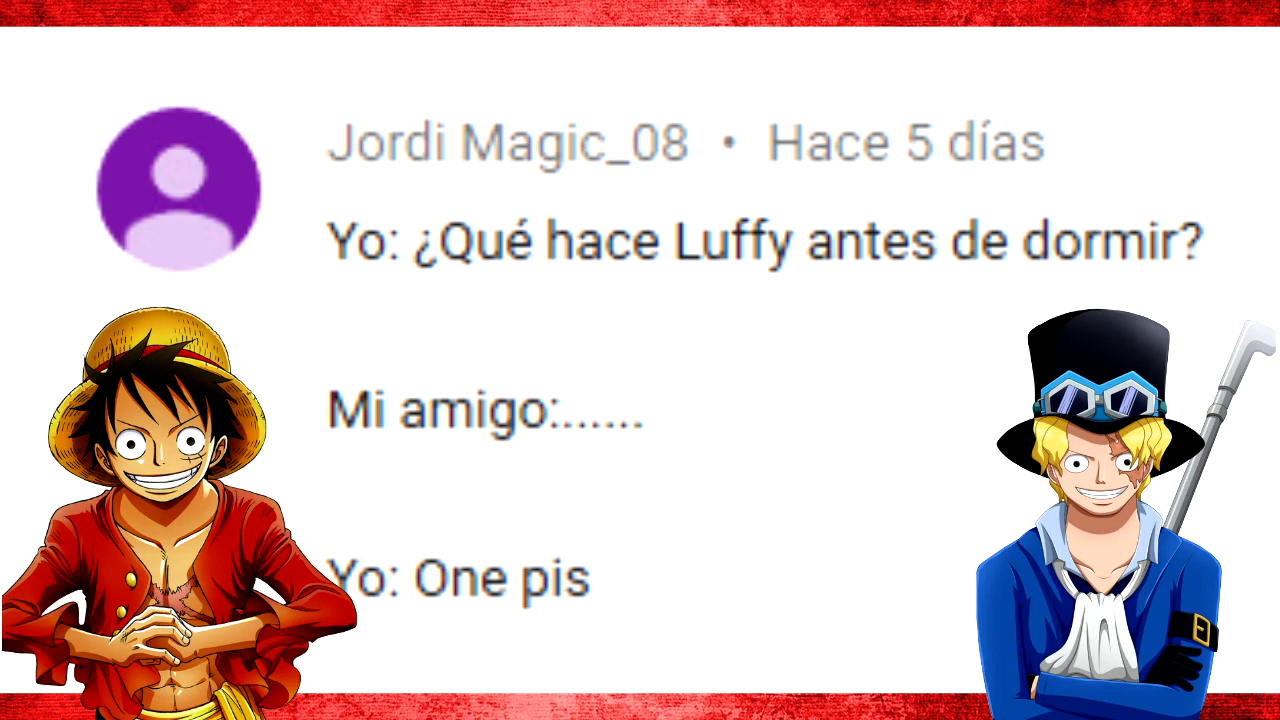 Jordi Magic_08 • Hace 5 días
Yo: ¿Qué hace Luffy antes de dormir?
Mi amigo:......
Yo: One pis